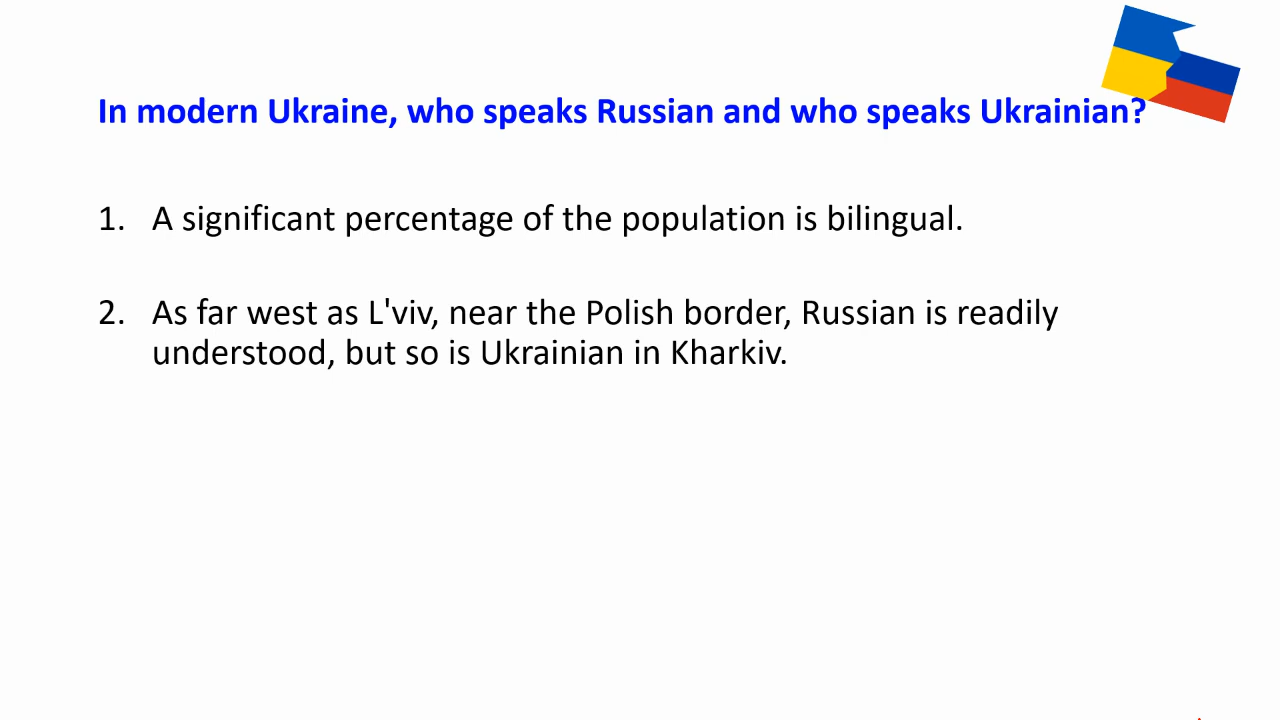 In modern Ukraine, who speaks Russian and who speaks Ukrainian?
1. A significant percentage of the population is bilingual.
2. As far west as L'viv, near the Polish border, Russian is readily
understood, but so is Ukrainian in Kharkiv.